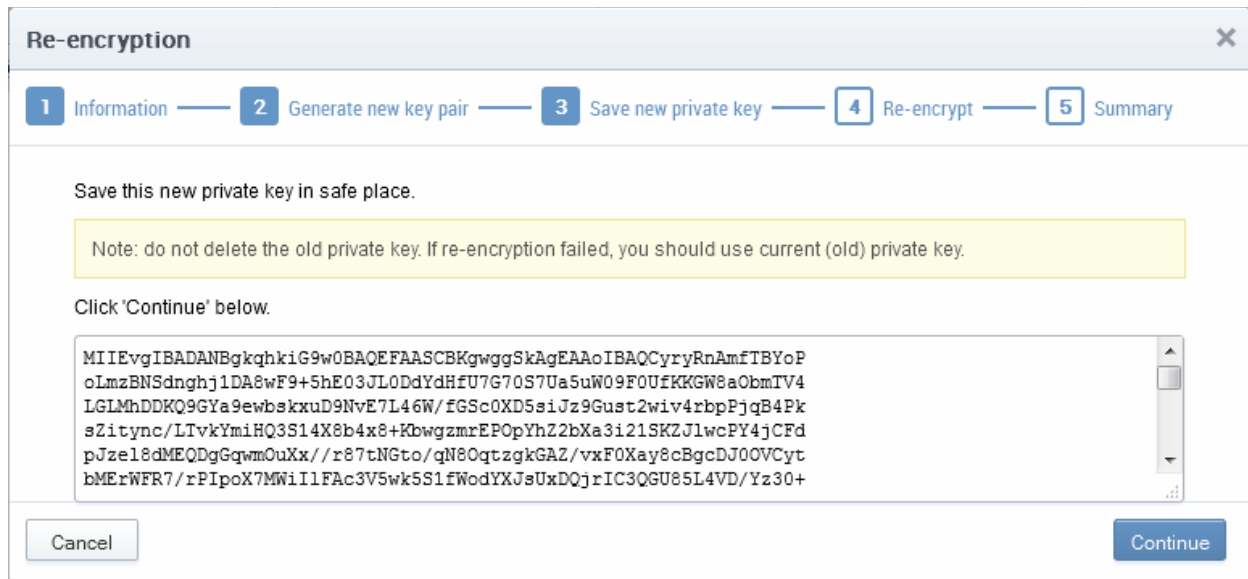 Re-encryption
1 Information 2 Generate new key pair 3 Save new private key 4 Re-encrypt 5 Summary
Save this new private key in safe place.
Note: do not delete the old private key. If re-encryption failed, you should use current (old) private key.
Click 'Continue' below.
MIIEvgIBADANBgkqhkiG9w0BAQEFAASCBKgwggSkAgEAAoIBAQCyryRnAmfTBYoP
oLmzBNSdnghj1DA8wF9+5hE03JL0DdYdHfU7G70S7Ua5uW09F0UfKKGW8aObmTV4
LGLMhDDKQ9GYa9ewbskxuD9NvE7L46W/fGSc0XD5siJz9Gust2wiv4rbpPjqB4Pk
sZitync/LTvkYmiHQ3S14X8b4x8+KbwgzmrEPOpYhZ2bXa3i21SKZJlwcPY4jCFd
pJzel8dMEQDgGqwmOuXx//r87tNGto/qN8OqtzgkGAZ/vxF0Xay8cBgcDJ0OVCyt
bMErWFR7/rPIpoX7MWiIlFAc3V5wk5S1fWodYXJsUxDQjrIC3QGU85L4VD/Yz30+
Cancel Continue